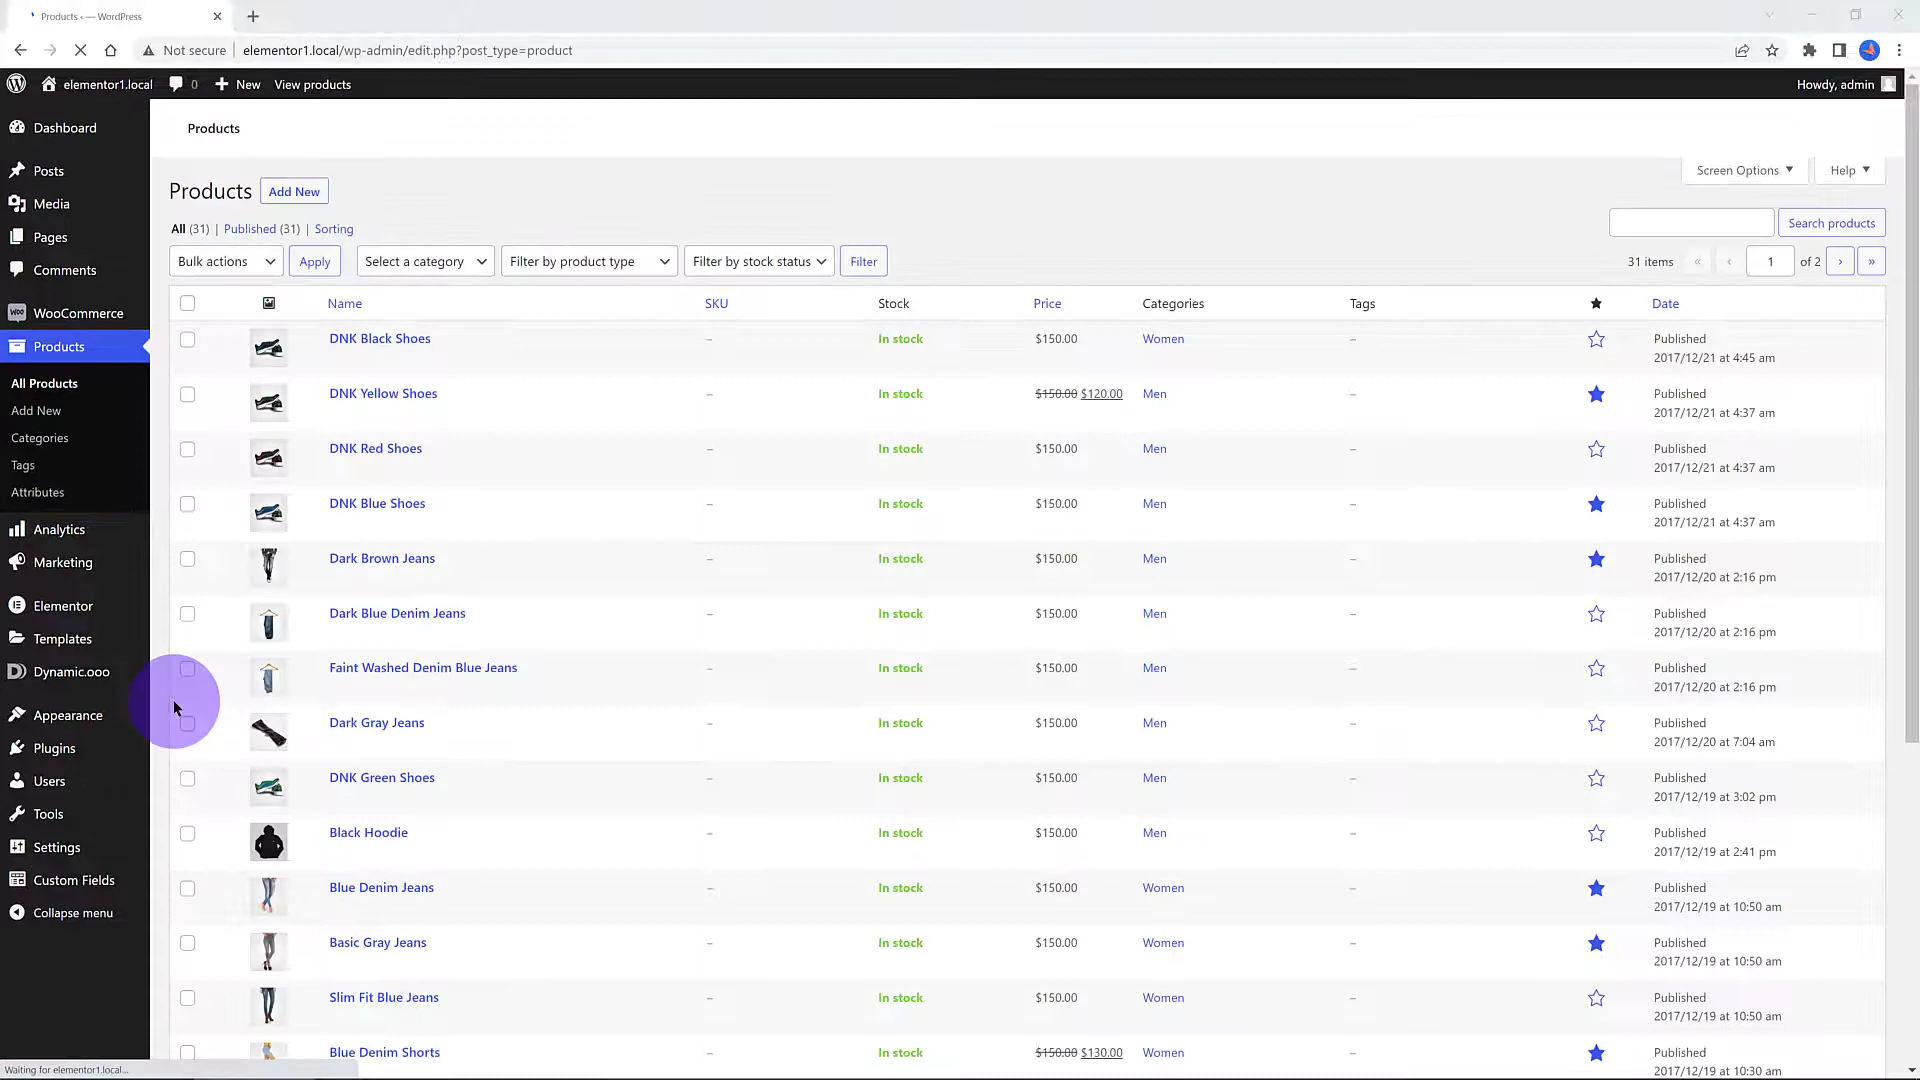 Products ‹ — WordPress
Not secure elementor1.local/wp-admin/edit.php?post_type=product
elementor1.local 0 New View products Howdy, admin
Dashboard
Posts
Media
Pages
Comments
WooCommerce
Products
All Products
Add New
Categories
Tags
Attributes
Analytics
Marketing
Elementor
Templates
Dynamic.ooo
Appearance
Plugins
Users
Tools
Settings
Custom Fields
Collapse menu
Products
Screen Options Help
Products Add New
All (31) | Published (31) | Sorting
Search products
Bulk actions Apply Select a category Filter by product type Filter by stock status Filter 31 items « ‹ 1 of 2 › »
Name SKU Stock Price Categories Tags Date
DNK Black Shoes – In stock $150.00 Women – Published
2017/12/21 at 4:45 am
DNK Yellow Shoes – In stock $150.00 $120.00 Men – Published
2017/12/21 at 4:37 am
DNK Red Shoes – In stock $150.00 Men – Published
2017/12/21 at 4:37 am
DNK Blue Shoes – In stock $150.00 Men – Published
2017/12/21 at 4:37 am
Dark Brown Jeans – In stock $150.00 Men – Published
2017/12/20 at 2:16 pm
Dark Blue Denim Jeans – In stock $150.00 Men – Published
2017/12/20 at 2:16 pm
Faint Washed Denim Blue Jeans – In stock $150.00 Men – Published
2017/12/20 at 2:16 pm
Dark Gray Jeans – In stock $150.00 Men – Published
2017/12/20 at 7:04 am
DNK Green Shoes – In stock $150.00 Men – Published
2017/12/19 at 3:02 pm
Black Hoodie – In stock $150.00 Men – Published
2017/12/19 at 2:41 pm
Blue Denim Jeans – In stock $150.00 Women – Published
2017/12/19 at 10:50 am
Basic Gray Jeans – In stock $150.00 Women – Published
2017/12/19 at 10:50 am
Slim Fit Blue Jeans – In stock $150.00 Women – Published
2017/12/19 at 10:50 am
Blue Denim Shorts – In stock $150.00 $130.00 Women – Published
2017/12/19 at 10:30 am
Waiting for elementor1.local...